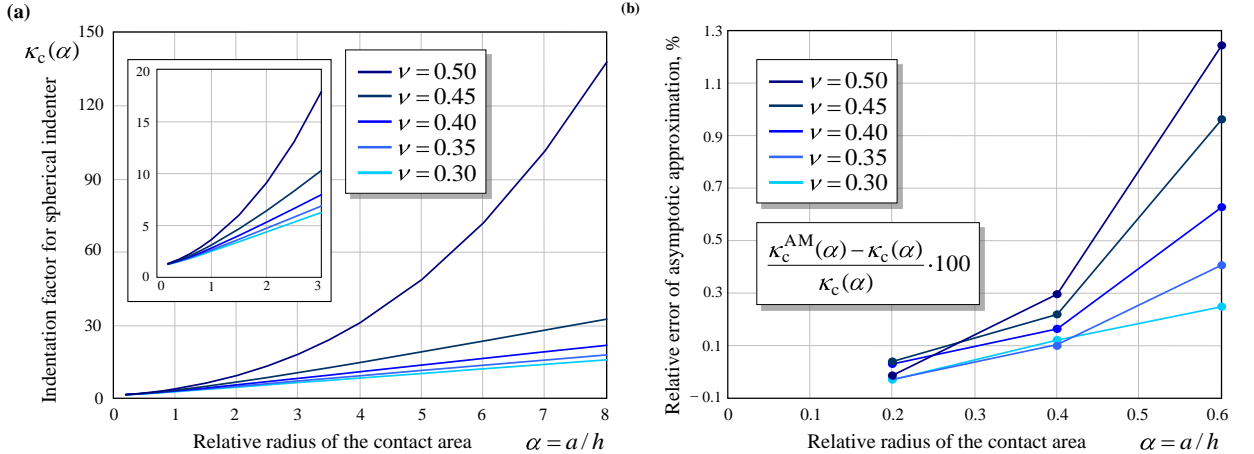 (a)
κc(α)
Indentation factor for spherical indenter
150
120
90
60
30
0
20
15
10
5
0
0
1
2
3
ν = 0.50
ν = 0.45
ν = 0.40
ν = 0.35
ν = 0.30
0
1
2
3
4
5
6
7
8
Relative radius of the contact area
α = a / h
(b)
Relative error of asymptotic approximation, %
1.3
1.1
0.9
0.7
0.5
0.3
0.1
−0.1
ν = 0.50
ν = 0.45
ν = 0.40
ν = 0.35
ν = 0.30
κc^AM(α) − κc(α)
κc(α)
·100
0
0.1
0.2
0.3
0.4
0.5
0.6
Relative radius of the contact area
α = a / h